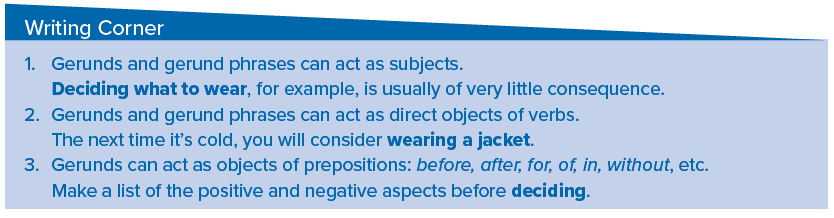 Writing Corner
1. Gerunds and gerund phrases can act as subjects.
Deciding what to wear, for example, is usually of very little consequence.
2. Gerunds and gerund phrases can act as direct objects of verbs.
The next time it's cold, you will consider wearing a jacket.
3. Gerunds can act as objects of prepositions: before, after, for, of, in, without, etc.
Make a list of the positive and negative aspects before deciding.